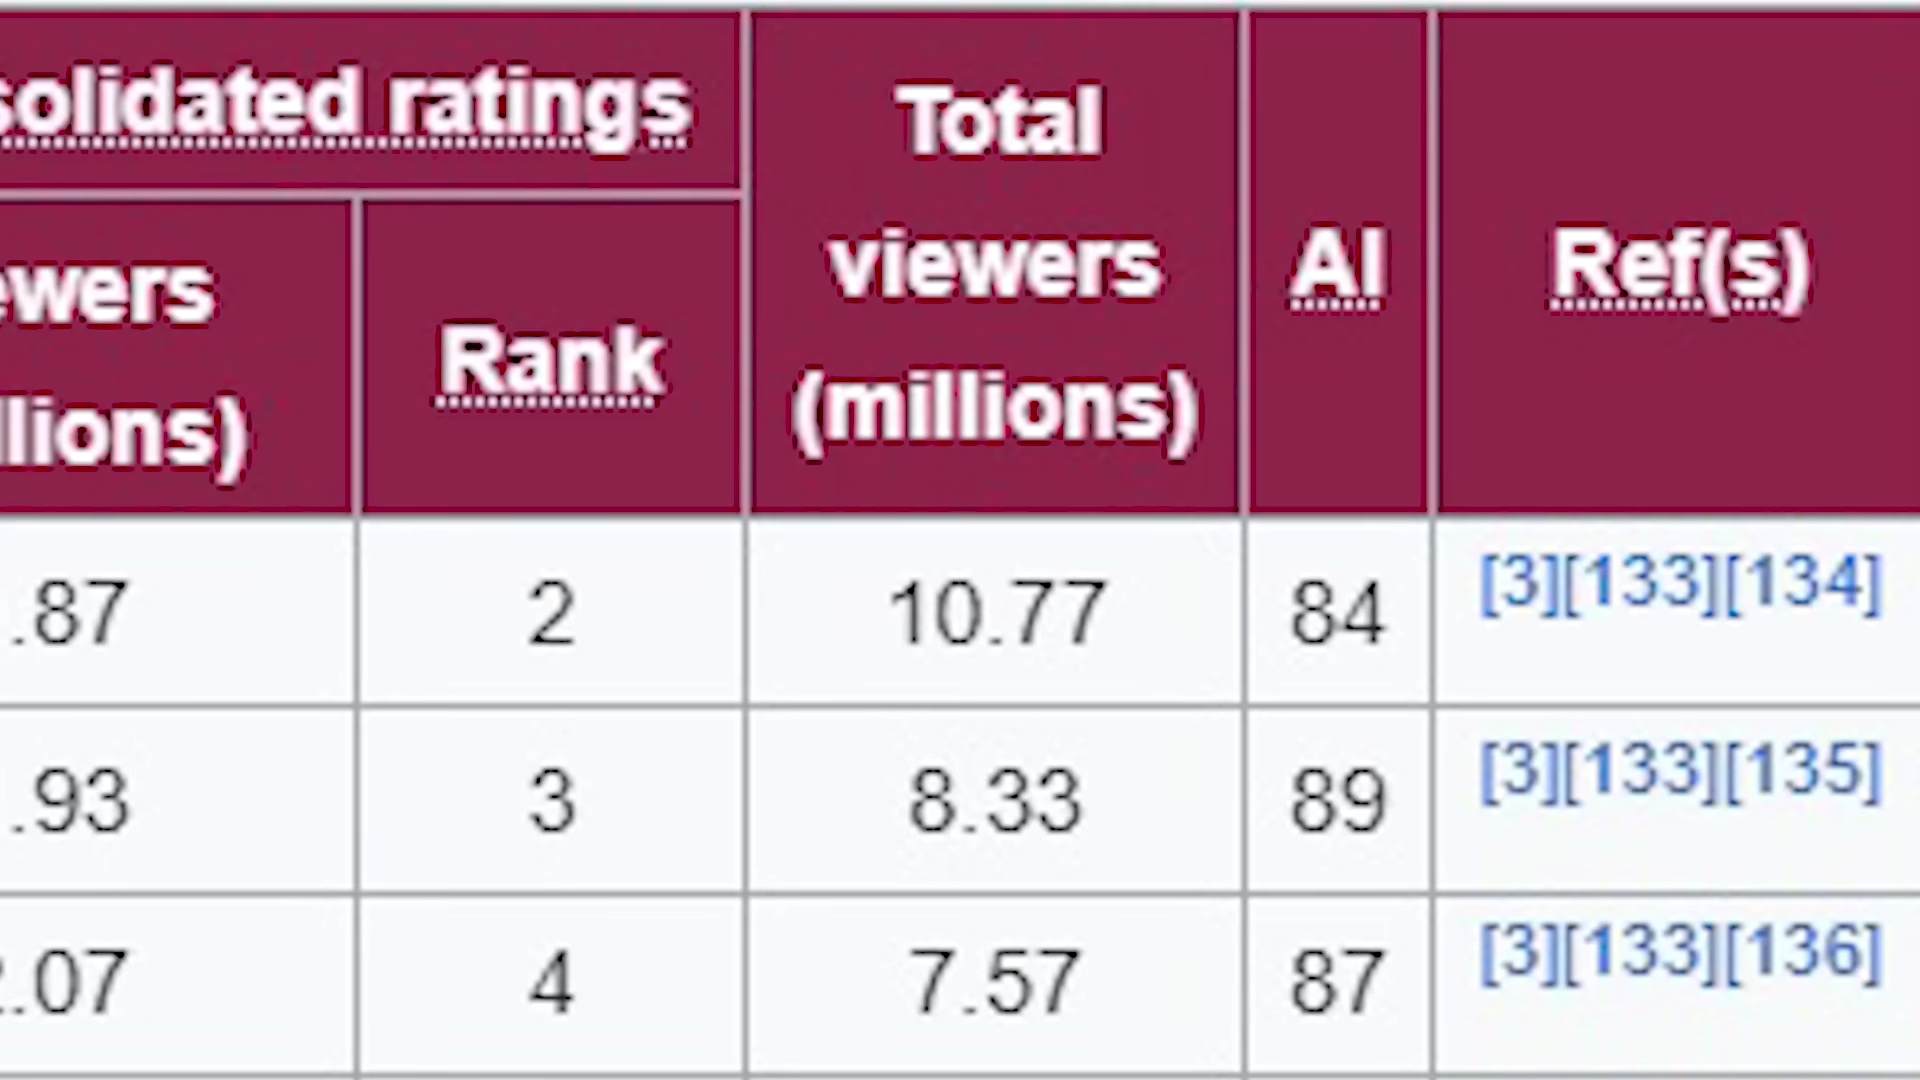 solidated ratings
Total
viewers
(millions)
AI
Ref(s)
ewers
llions)
Rank
.87 2 10.77 84 [3][133][134]
.93 3 8.33 89 [3][133][135]
.07 4 7.57 87 [3][133][136]